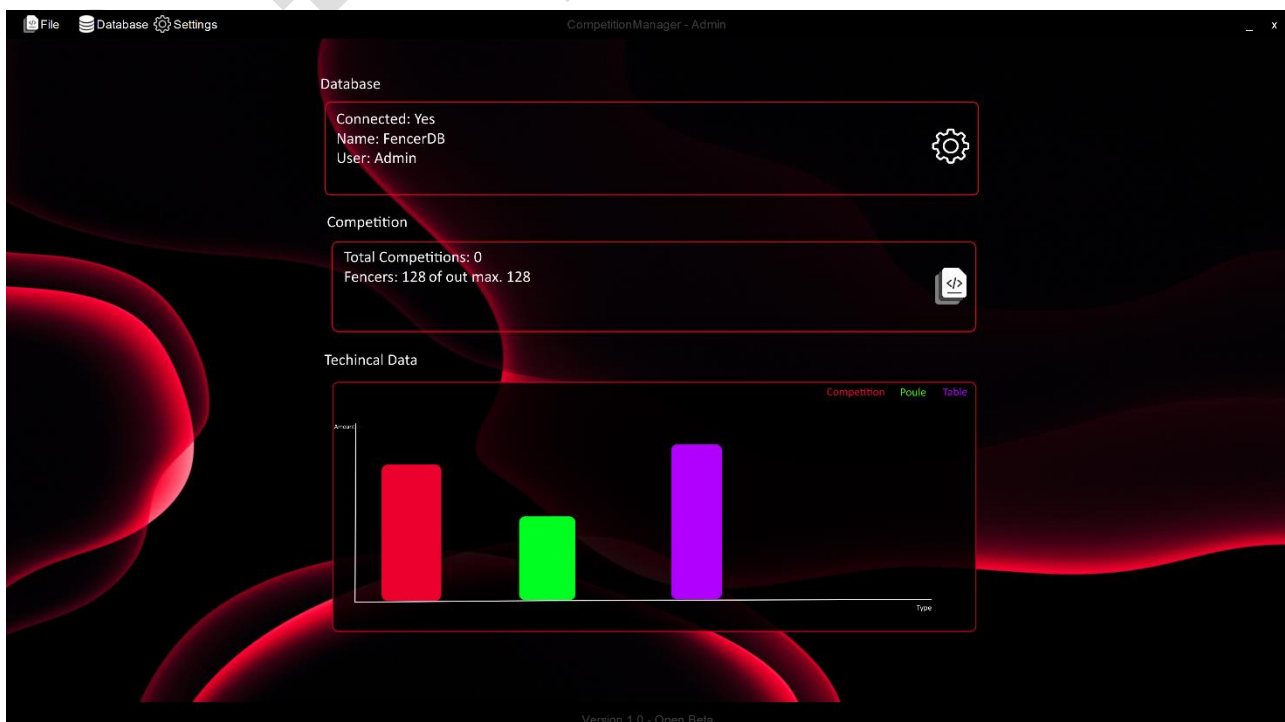 File Database Settings CompetitionManager - Admin _ x
Database
Connected: Yes
Name: FencerDB
User: Admin
Competition
Total Competitions: 0
Fencers: 128 of out max. 128
Techincal Data
Competition Poule Table
Amount
Type
Version 1.0 - Open Beta